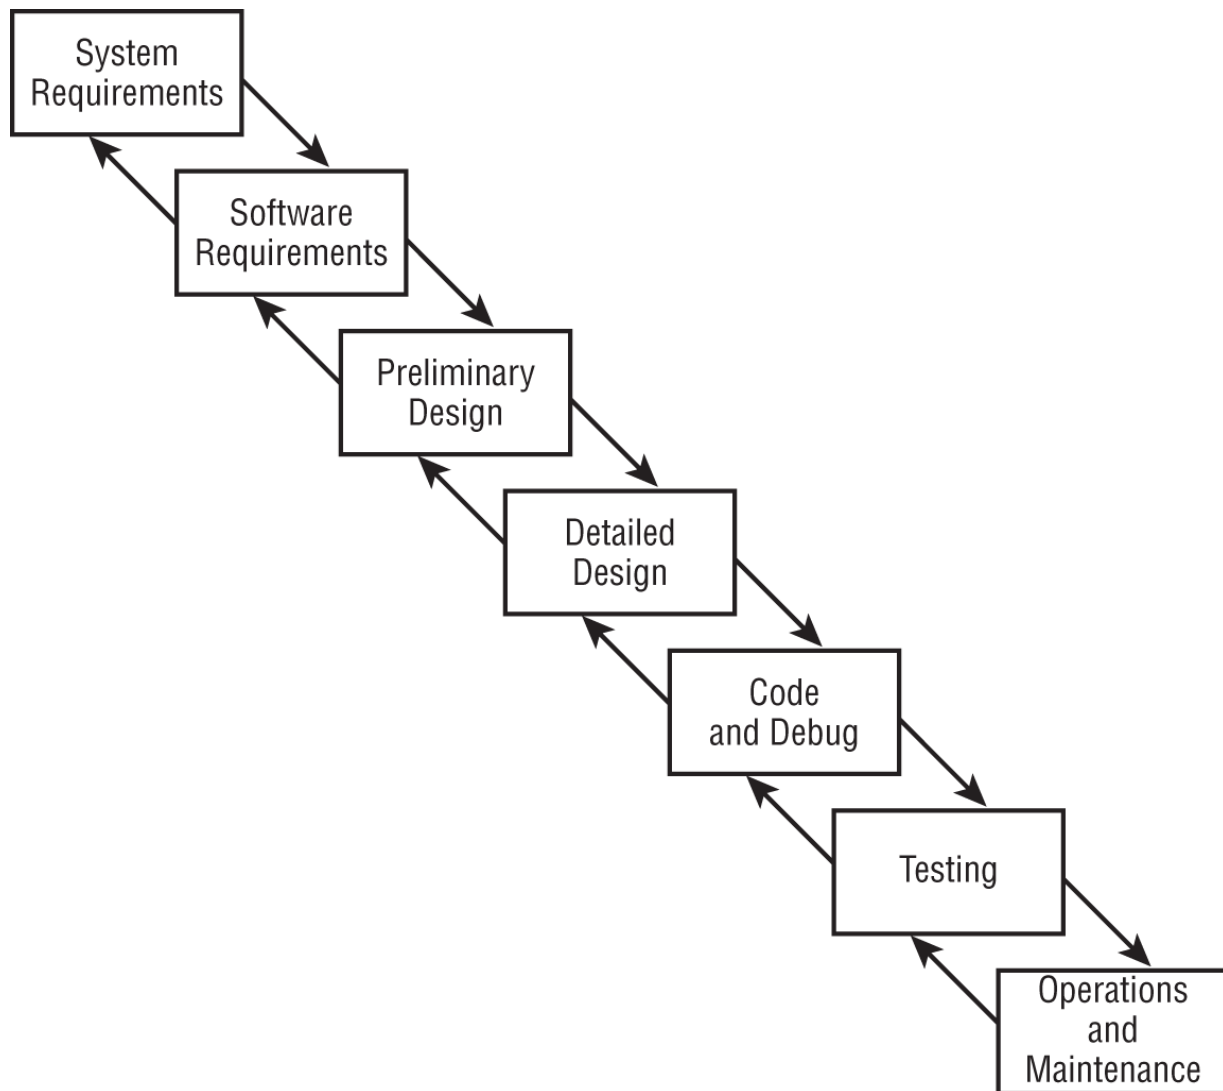 System
Requirements
Software
Requirements
Preliminary
Design
Detailed
Design
Code
and Debug
Testing
Operations
and
Maintenance